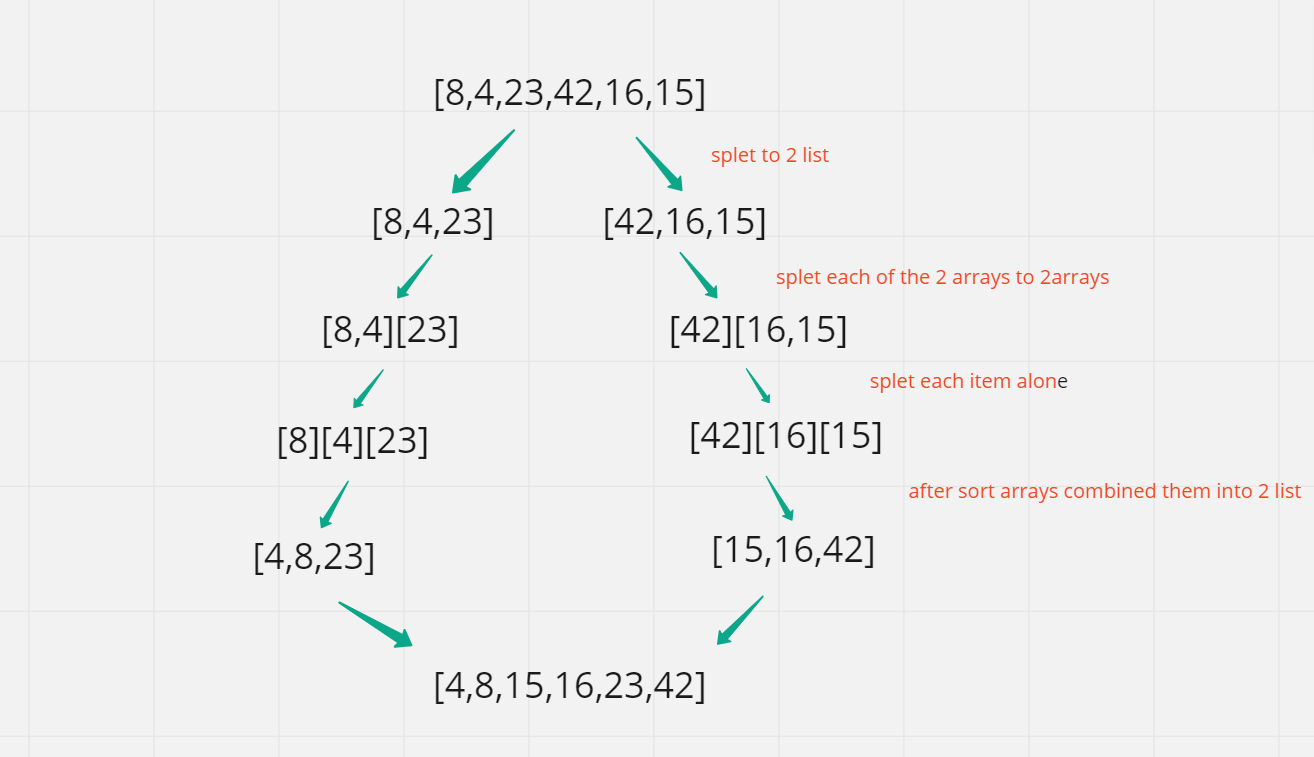 [8,4,23,42,16,15]
splet to 2 list
[8,4,23]
[42,16,15]
splet each of the 2 arrays to 2arrays
[8,4][23]
[42][16,15]
splet each item alone
[8][4][23]
[42][16][15]
after sort arrays combined them into 2 list
[4,8,23]
[15,16,42]
[4,8,15,16,23,42]